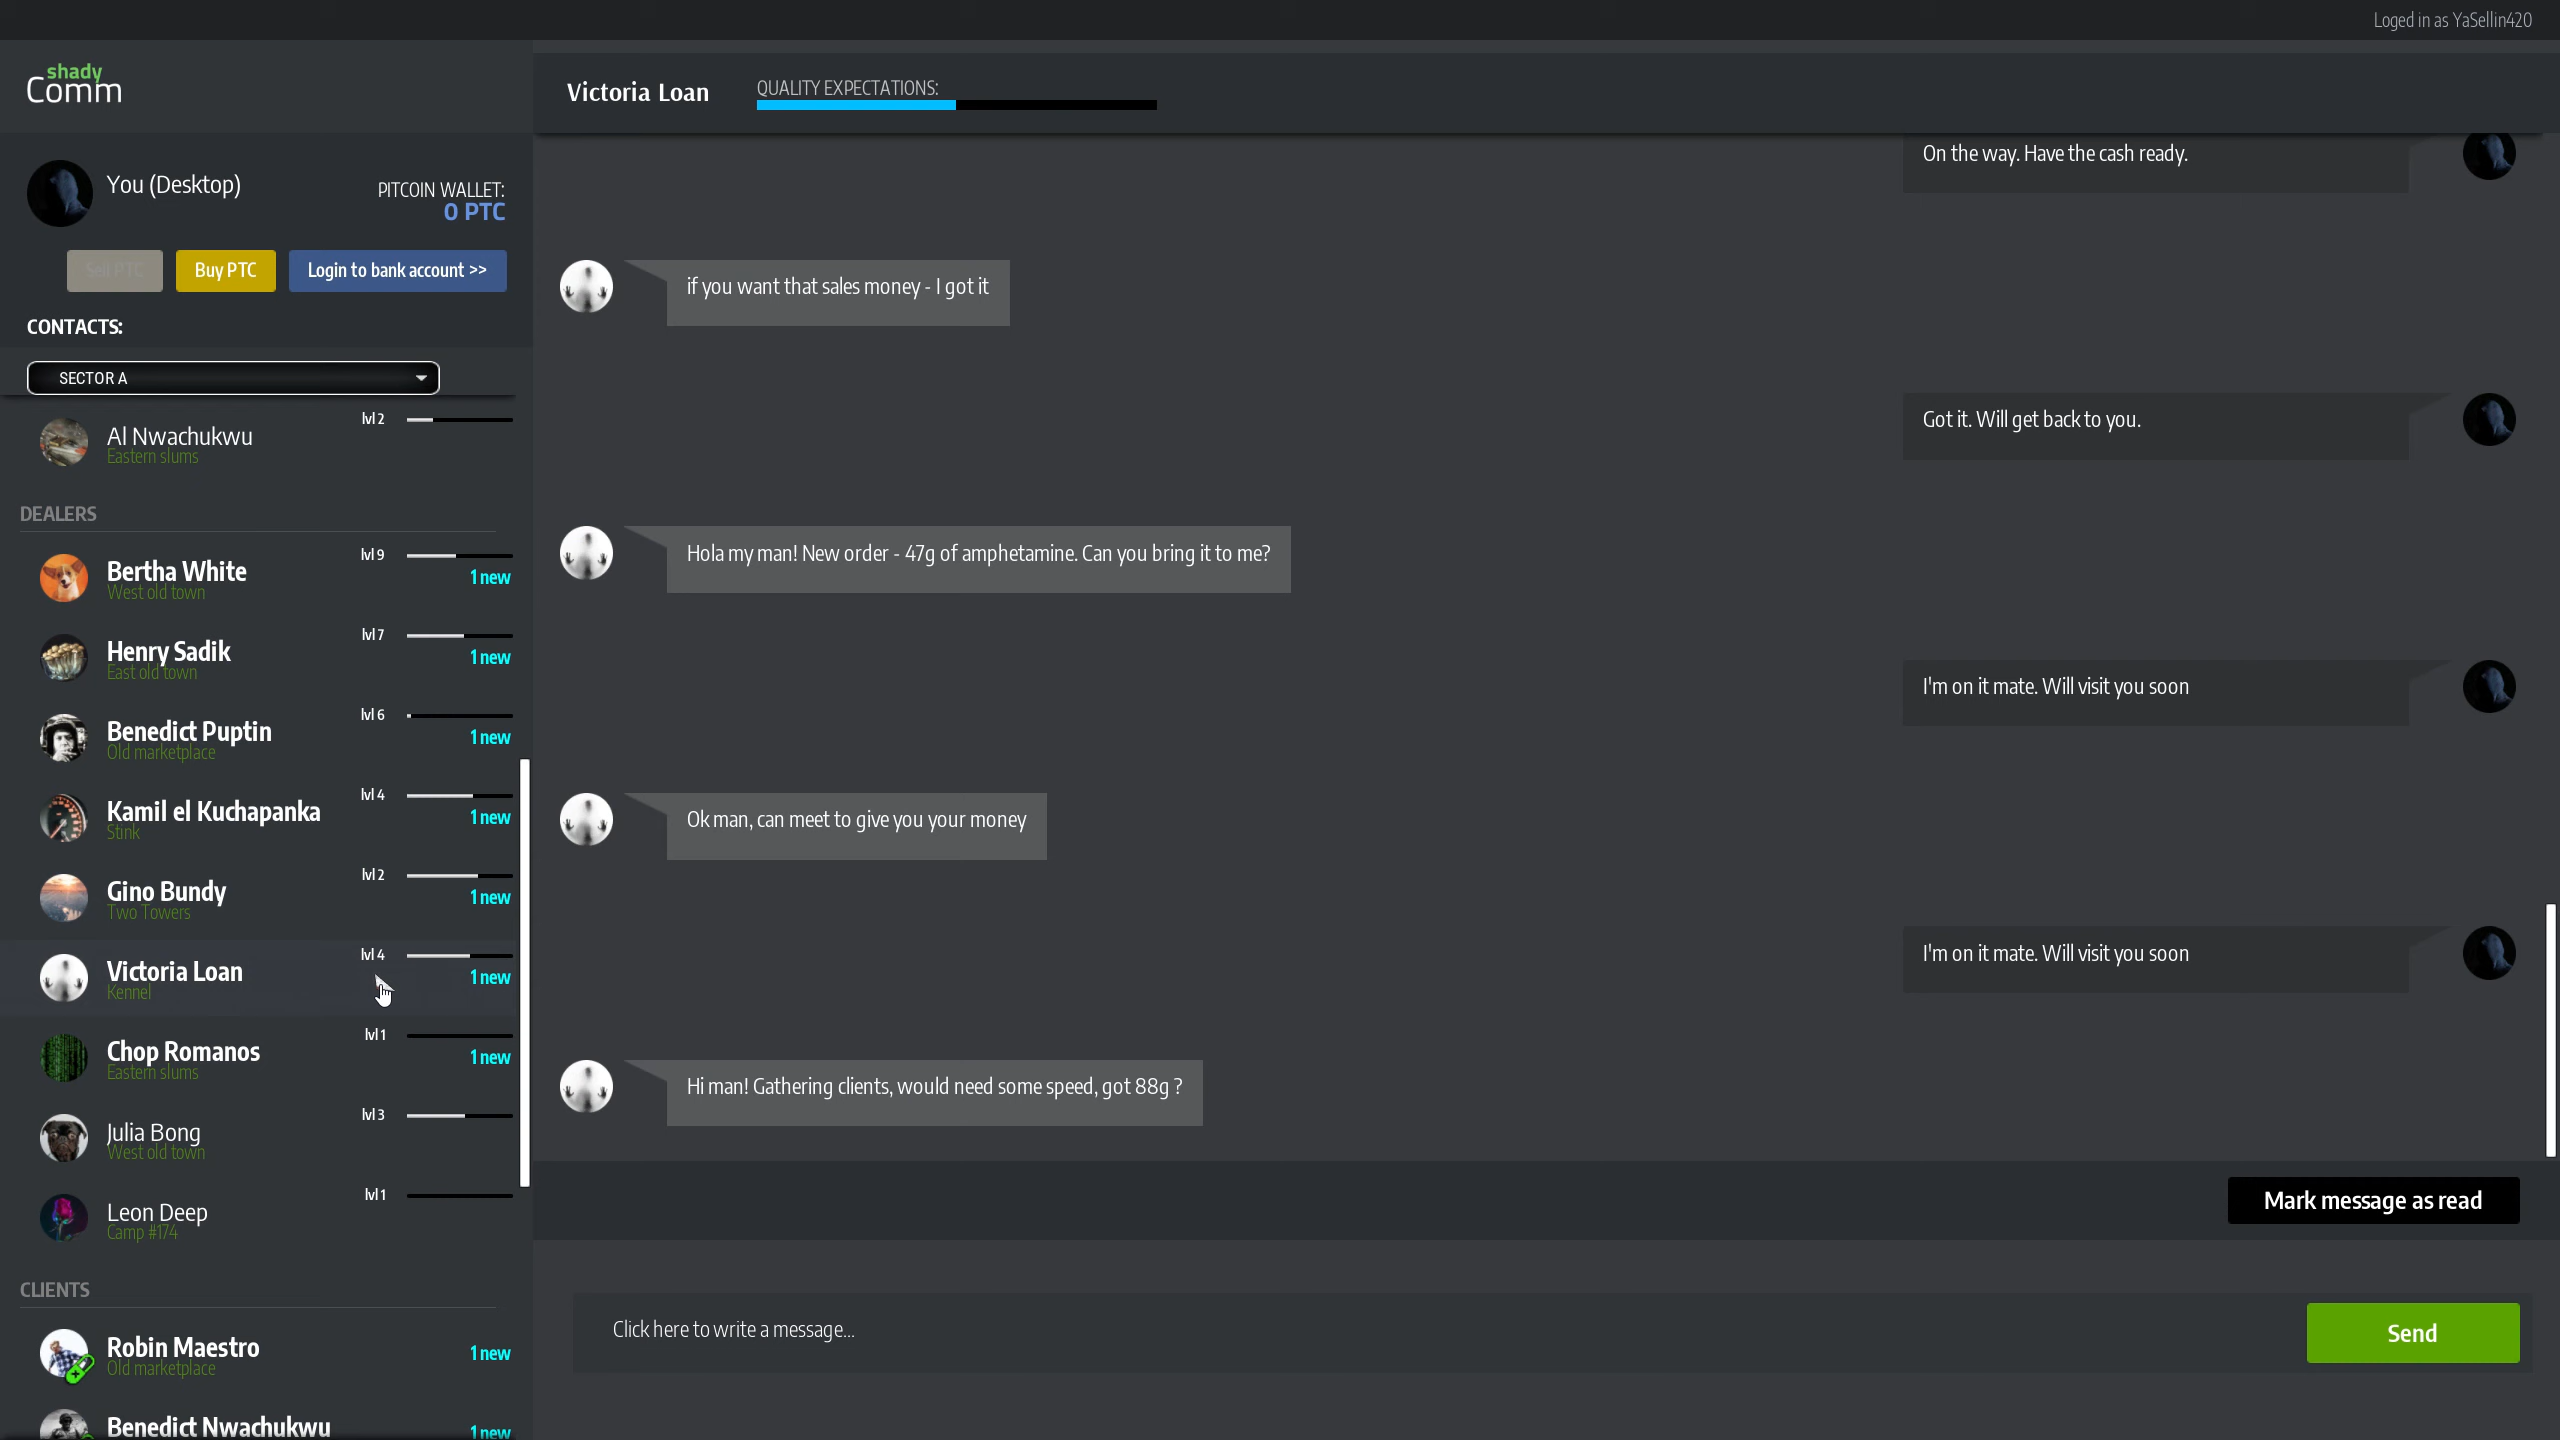 Loged in as YaSellin420
shady
Comm
You (Desktop)
PITCOIN WALLET:
0 PTC
Sell PTC
Buy PTC
Login to bank account >>
CONTACTS:
SECTOR A
Al Nwachukwu
Eastern slums
lvl 2
DEALERS
Bertha White
West old town
lvl 9
1 new
Henry Sadik
East old town
lvl 7
1 new
Benedict Puptin
Old marketplace
lvl 6
1 new
Kamil el Kuchapanka
Stink
lvl 4
1 new
Gino Bundy
Two Towers
lvl 2
1 new
Victoria Loan
Kennel
lvl 4
1 new
Chop Romanos
Eastern slums
lvl 1
1 new
Julia Bong
West old town
lvl 3
Leon Deep
Camp #174
lvl 1
CLIENTS
Robin Maestro
Old marketplace
1 new
Benedict Nwachukwu
1 new
Victoria Loan
QUALITY EXPECTATIONS:
On the way. Have the cash ready.
if you want that sales money - I got it
Got it. Will get back to you.
Hola my man! New order - 47g of amphetamine. Can you bring it to me?
I'm on it mate. Will visit you soon
Ok man, can meet to give you your money
I'm on it mate. Will visit you soon
Hi man! Gathering clients, would need some speed, got 88g ?
Mark message as read
Click here to write a message...
Send